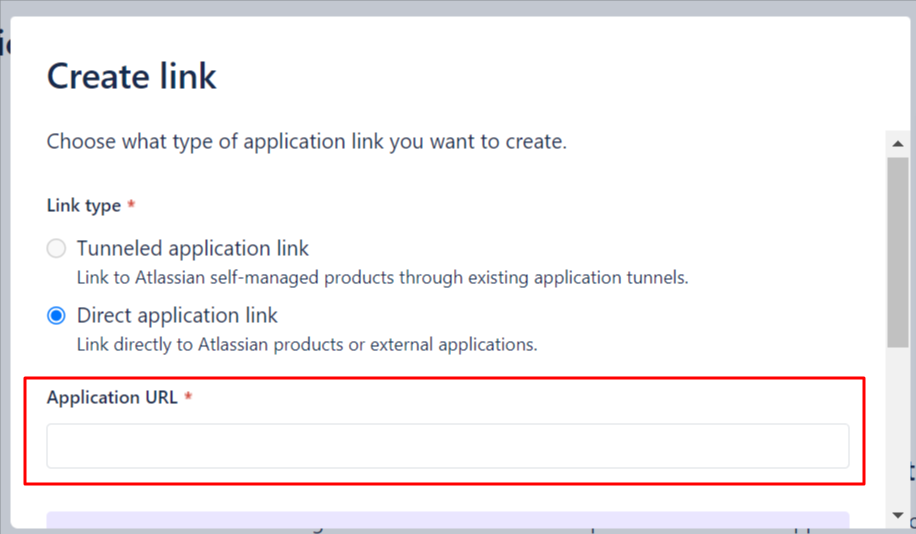 Create link
Choose what type of application link you want to create.
Link type *
Tunneled application link
Link to Atlassian self-managed products through existing application tunnels.
Direct application link
Link directly to Atlassian products or external applications.
Application URL *